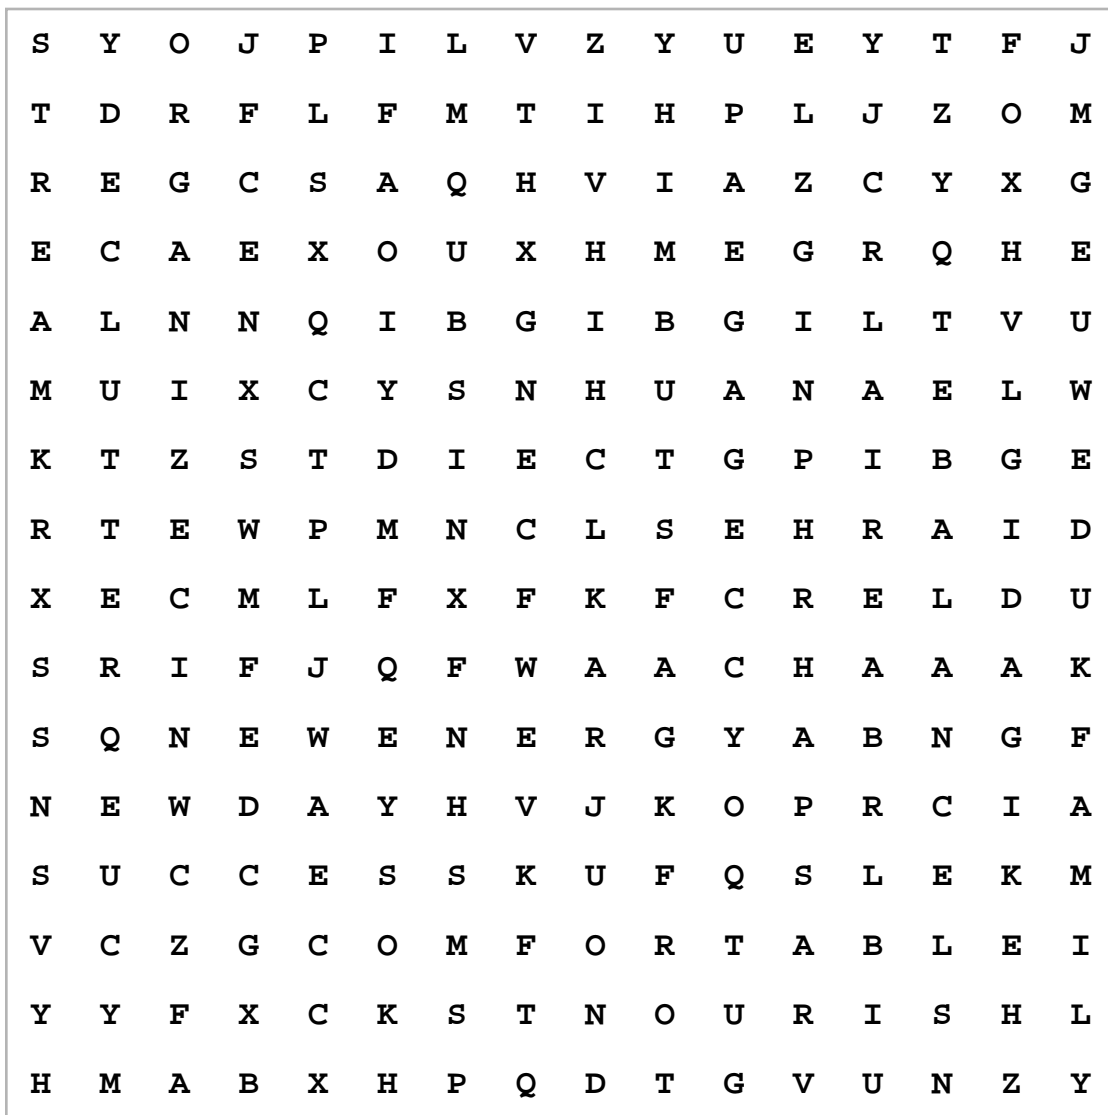 S Y O J P I L V Z Y U E Y T F J
T D R F L F M T I H P L J Z O M
R E G C S A Q H V I A Z C Y X G
E C A E X O U X H M E G R Q H E
A L N N Q I B G I B G I L T V U
M U I X C Y S N H U A N A E L W
K T Z S T D I E C T G P I B G E
R T E W P M N C L S E H R A I D
X E C M L F X F K F C R E L D U
S R I F J Q F W A A C H A A A K
S Q N E W E N E R G Y A B N G F
N E W D A Y H V J K O P R C I A
S U C C E S S K U F Q S L E K M
V C Z G C O M F O R T A B L E I
Y Y F X C K S T N O U R I S H L
H M A B X H P Q D T G V U N Z Y